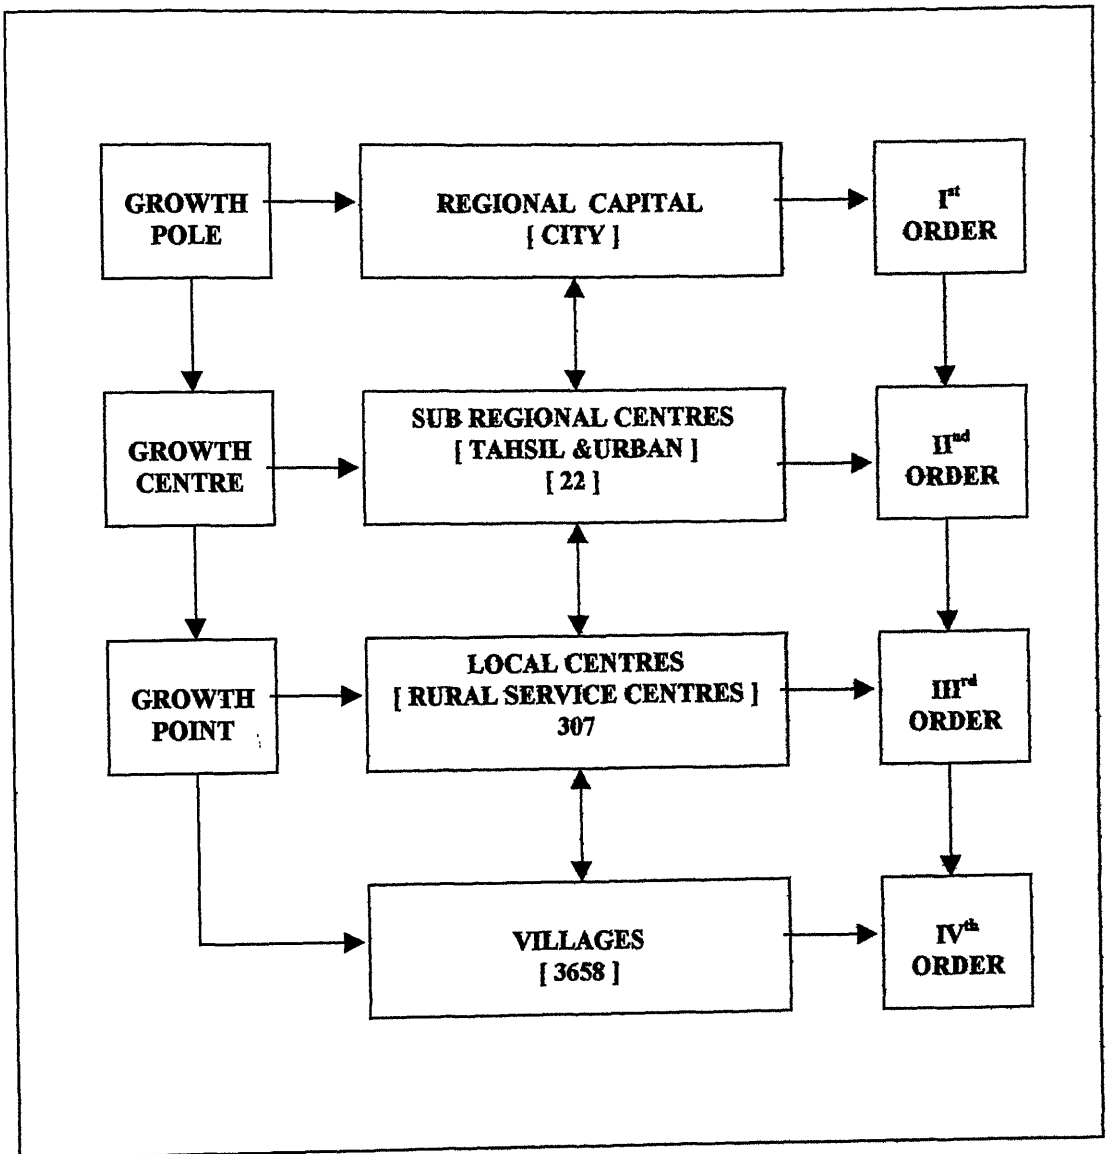 GROWTH
POLE
REGIONAL CAPITAL
[ CITY ]
Ist
ORDER
GROWTH
CENTRE
SUB REGIONAL CENTRES
[ TAHSIL &URBAN ]
[ 22 ]
IInd
ORDER
GROWTH
POINT
LOCAL CENTRES
[ RURAL SERVICE CENTRES ]
307
IIIrd
ORDER
VILLAGES
[ 3658 ]
IVth
ORDER